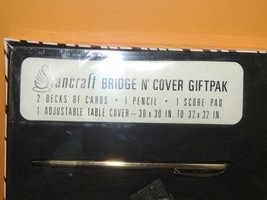 Stancraft BRIDGE N' COVER GIFTPAK
2 DECKS OF CARDS • 1 PENCIL • 1 SCORE PAD
1 ADJUSTABLE TABLE COVER — 30 X 30 IN. TO 32 X 32 IN